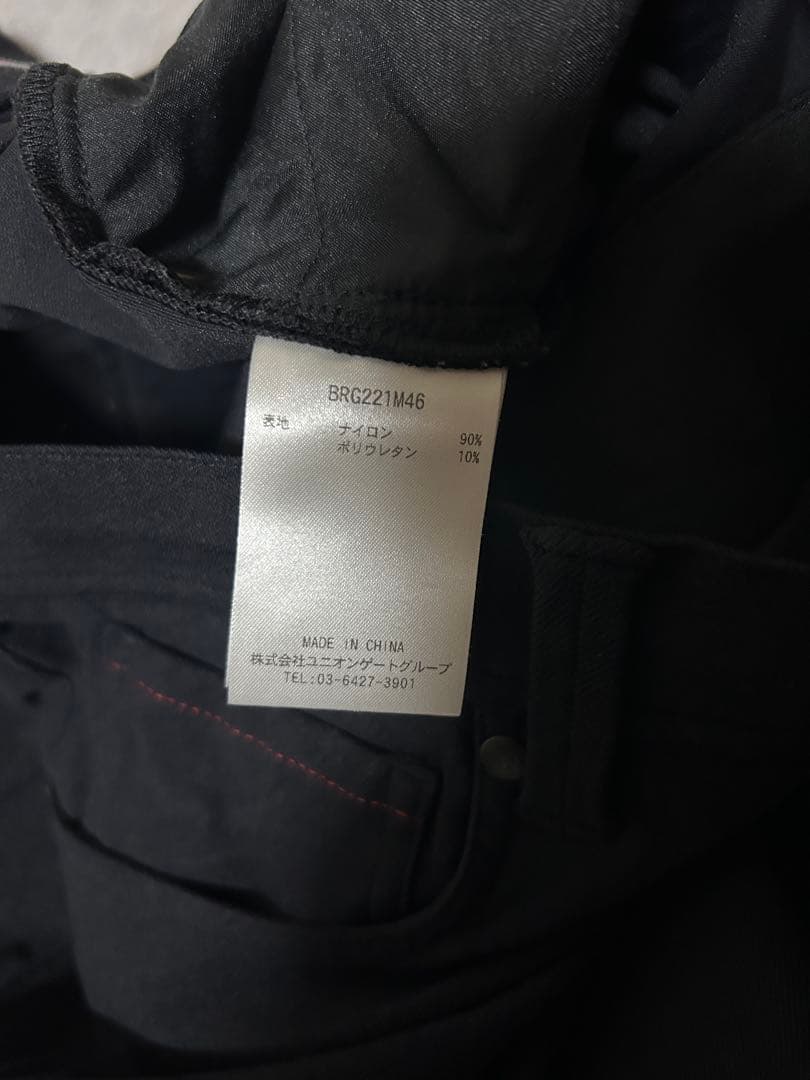 BRG221M46
表地 ナイロン 90%
ポリウレタン 10%
MADE IN CHINA
株式会社ユニオンゲートグループ
TEL:03-6427-3901